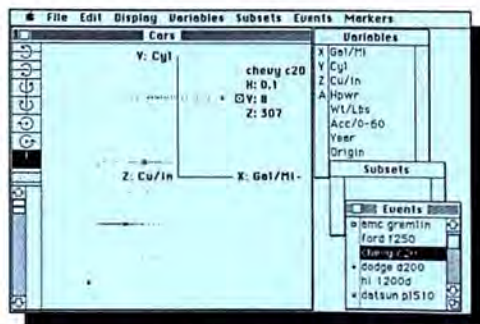 File Edit Display Variables Subsets Events Markers
Cars
Y: Cyl
chevy c20
X: 0.1
Y: 8
Z: 307
Z: Cu/In
X: Gal/Mi
Variables
X Gal/Mi
Y Cyl
Z Cu/In
A Hpwr
Wt/Lbs
Acc/0-60
Year
Origin
Subsets
Events
amc gremlin
ford f250
chevy c20
dodge d200
hi 1200d
datsun pl510